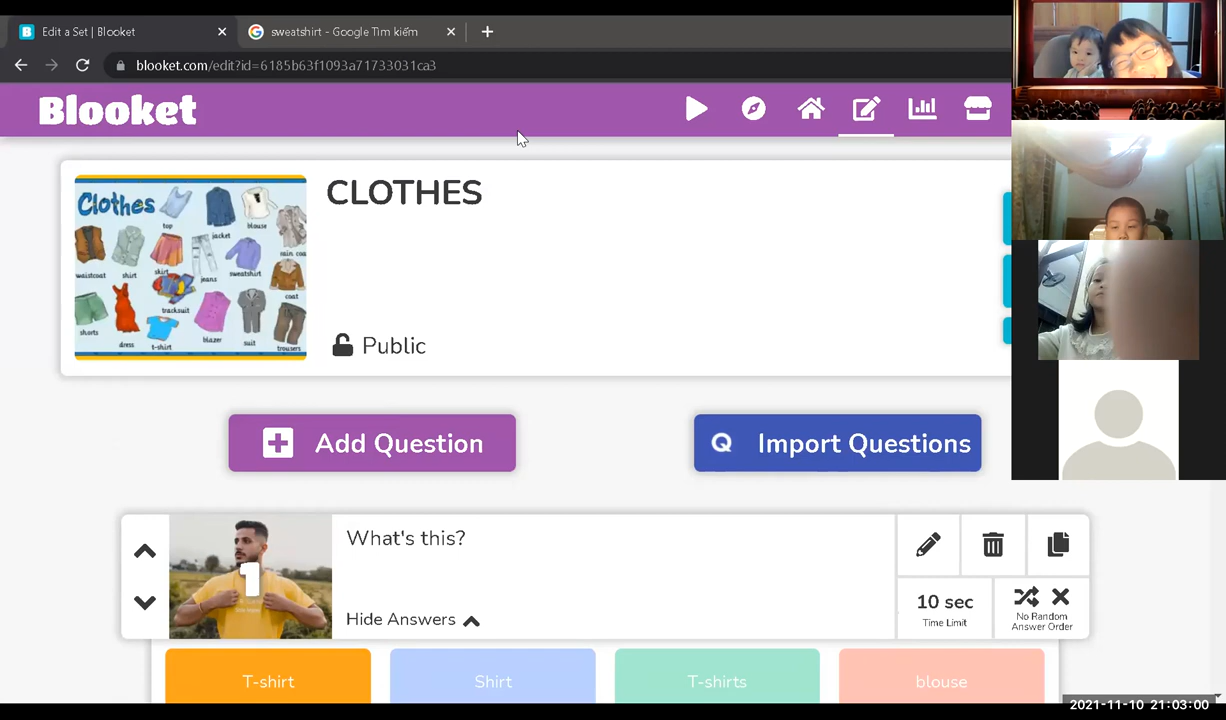 Edit a Set | Blooket
sweatshirt - Google Tìm kiếm
blooket.com/edit?id=6185b63f1093a71733031ca3
Blooket
CLOTHES
Clothes
top
jacket
blouse
rain coat
waistcoat
shirt
skirt
jeans
sweatshirt
coat
tracksuit
shorts
dress
t-shirt
blazer
suit
trousers
Public
Add Question
Import Questions
1
What's this?
Hide Answers
10 sec
Time Limit
No Random
Answer Order
T-shirt
Shirt
T-shirts
blouse
2021-11-10 21:03:00